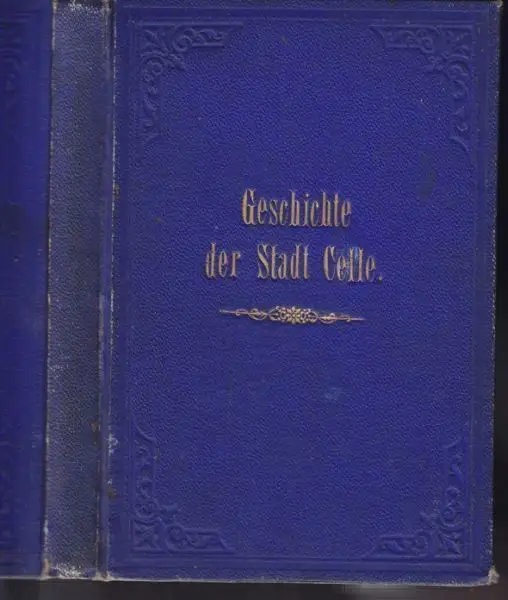 Geschichte
der Stadt Celle.